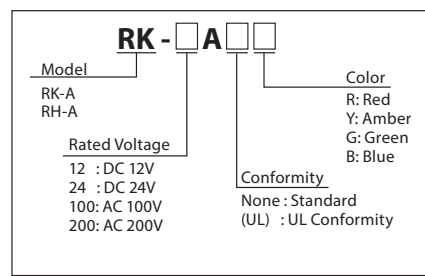 RK-□A□□
Model
RK-A
RH-A
Rated Voltage
12 : DC 12V
24 : DC 24V
100: AC 100V
200: AC 200V
Color
R: Red
Y: Amber
G: Green
B: Blue
Conformity
None : Standard
(UL) : UL Conformity